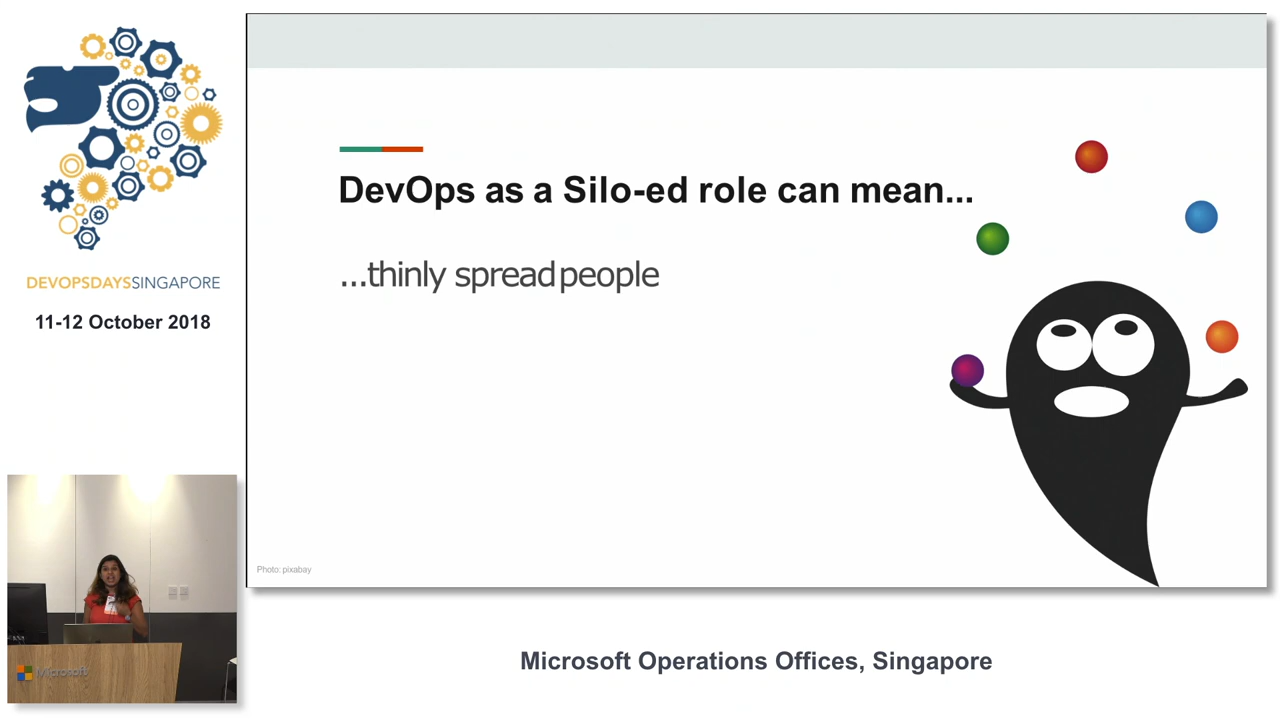 DEVOPSDAYSSINGAPORE
11-12 October 2018
DevOps as a Silo-ed role can mean...
...thinly spread people
Photo: pixabay
Microsoft
Microsoft Operations Offices, Singapore